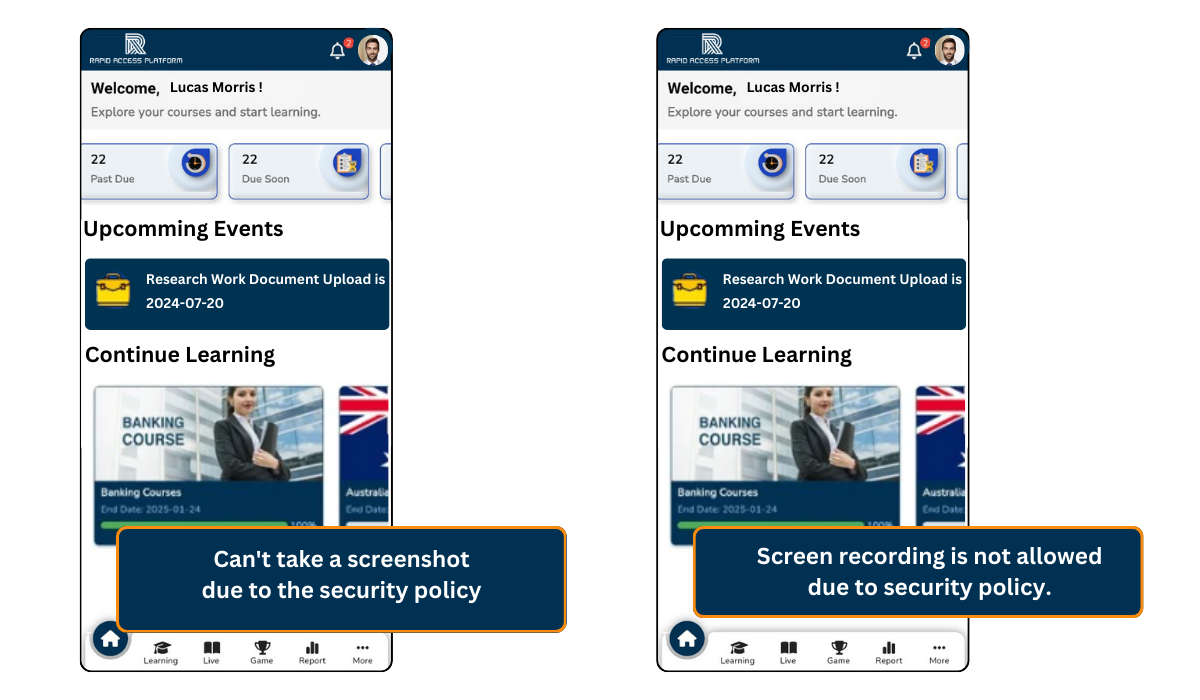 RAPID ACCESS PLATFORM
2
Welcome, Lucas Morris !
Explore your courses and start learning.
22
Past Due
22
Due Soon
Upcomming Events
Research Work Document Upload is
2024-07-20
Continue Learning
BANKING
COURSE
Banking Courses
End Date: 2025-01-24
100%
Australia
End Date:
Can't take a screenshot
due to the security policy
Learning
Live
Game
Report
More
RAPID ACCESS PLATFORM
2
Welcome, Lucas Morris !
Explore your courses and start learning.
22
Past Due
22
Due Soon
Upcomming Events
Research Work Document Upload is
2024-07-20
Continue Learning
BANKING
COURSE
Banking Courses
End Date: 2025-01-24
100%
Australia
End Date:
Screen recording is not allowed
due to security policy.
Learning
Live
Game
Report
More